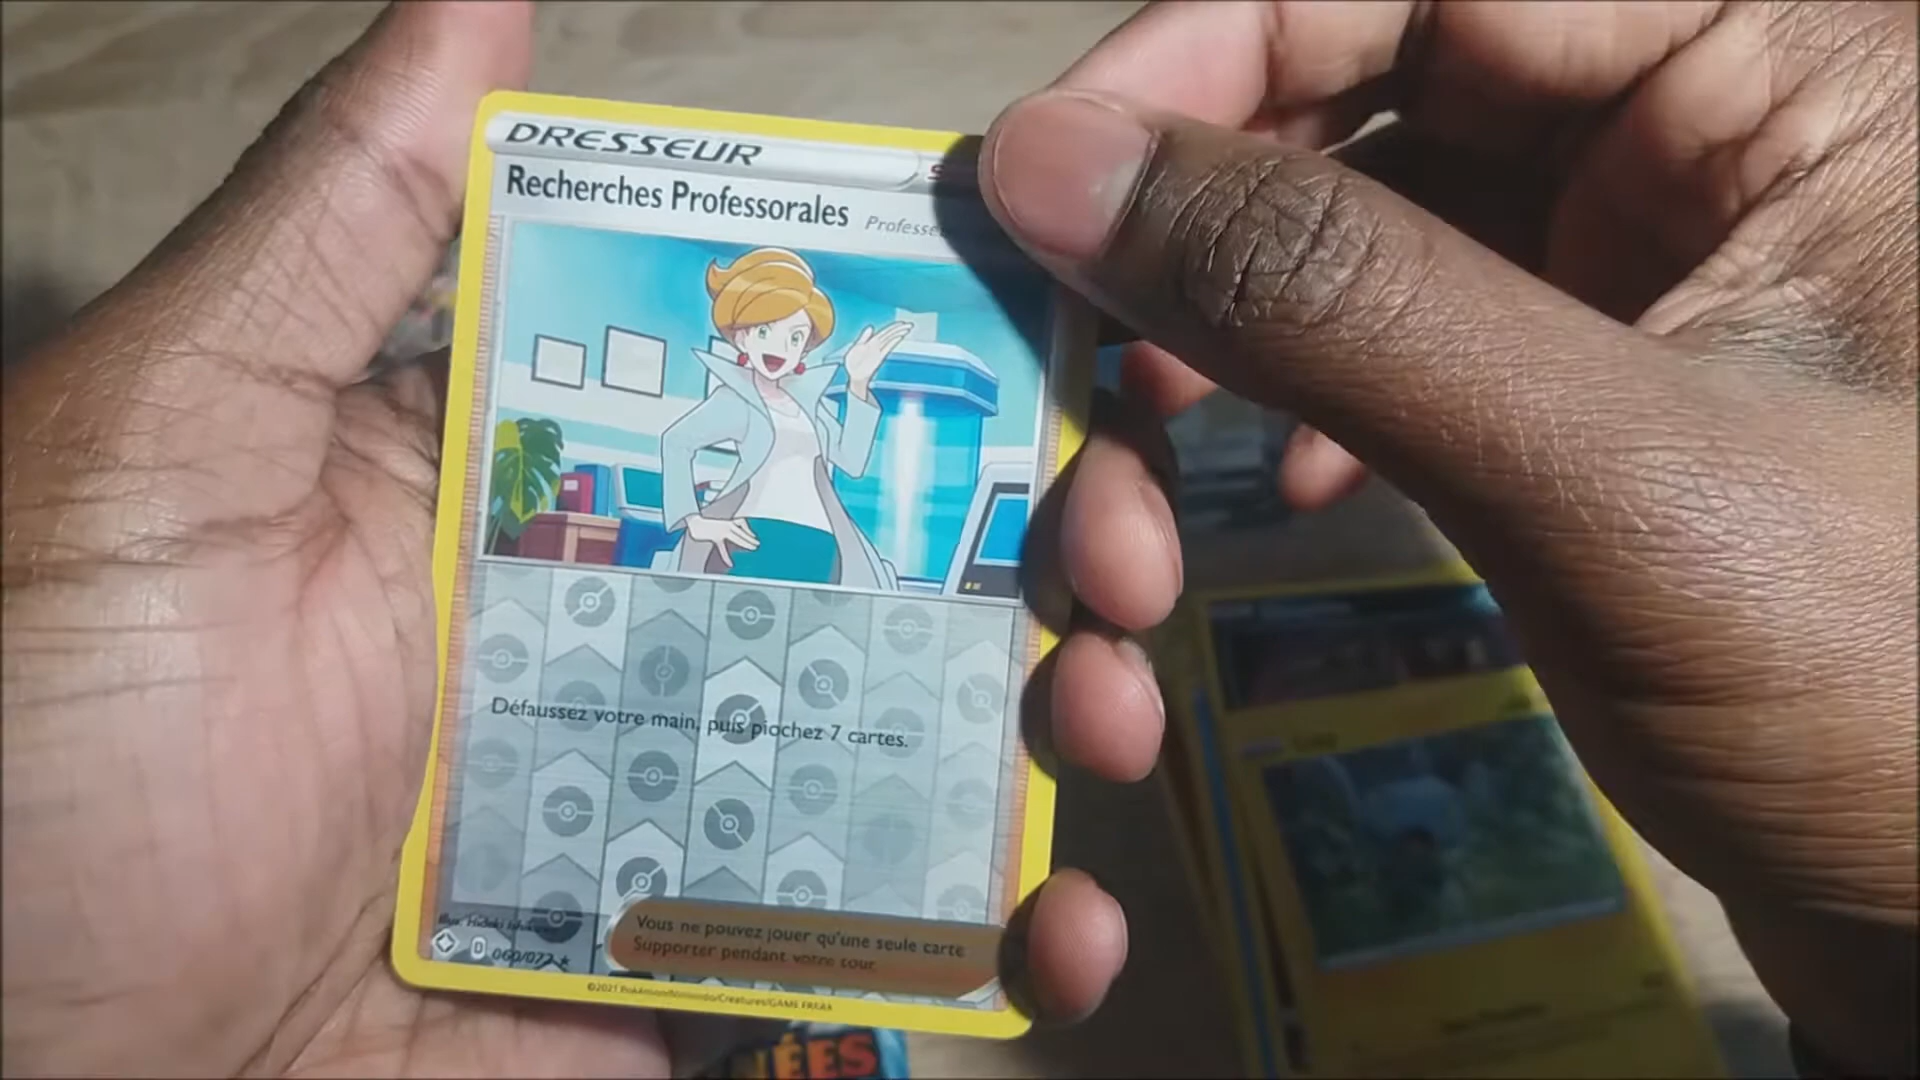 DRESSEUR
Recherches Professorales
Défaussez votre main, puis piochez 7 cartes.
Illus. Hideki Ishikawa
D 060/072 ★
Vous ne pouvez jouer qu'une seule carte
Supporter pendant votre tour.
©2021 Pokémon/Nintendo/Creatures/GAME FREAK